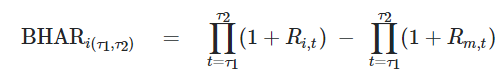 BHAR_{i(τ1,τ2)} = ∏_{t=τ1}^{τ2}(1 + R_{i,t}) − ∏_{t=τ1}^{τ2}(1 + R_{m,t})